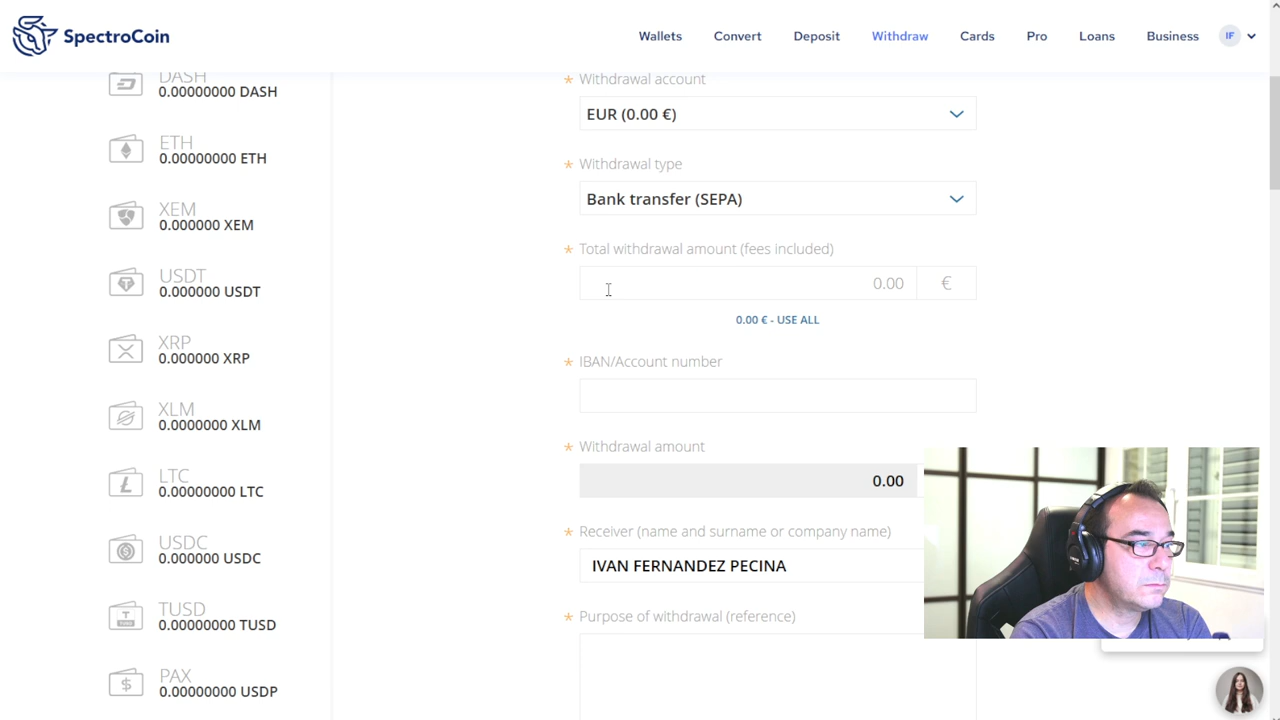 SpectroCoin
Wallets Convert Deposit Withdraw Cards Pro Loans Business IF
DASH
0.00000000 DASH
ETH
0.00000000 ETH
XEM
0.000000 XEM
USDT
0.000000 USDT
XRP
0.000000 XRP
XLM
0.0000000 XLM
LTC
0.00000000 LTC
USDC
0.000000 USDC
TUSD
0.00000000 TUSD
PAX
0.00000000 USDP
* Withdrawal account
EUR (0.00 €)
* Withdrawal type
Bank transfer (SEPA)
* Total withdrawal amount (fees included)
0.00 €
0.00 € - USE ALL
* IBAN/Account number
* Withdrawal amount
0.00
* Receiver (name and surname or company name)
IVAN FERNANDEZ PECINA
* Purpose of withdrawal (reference)